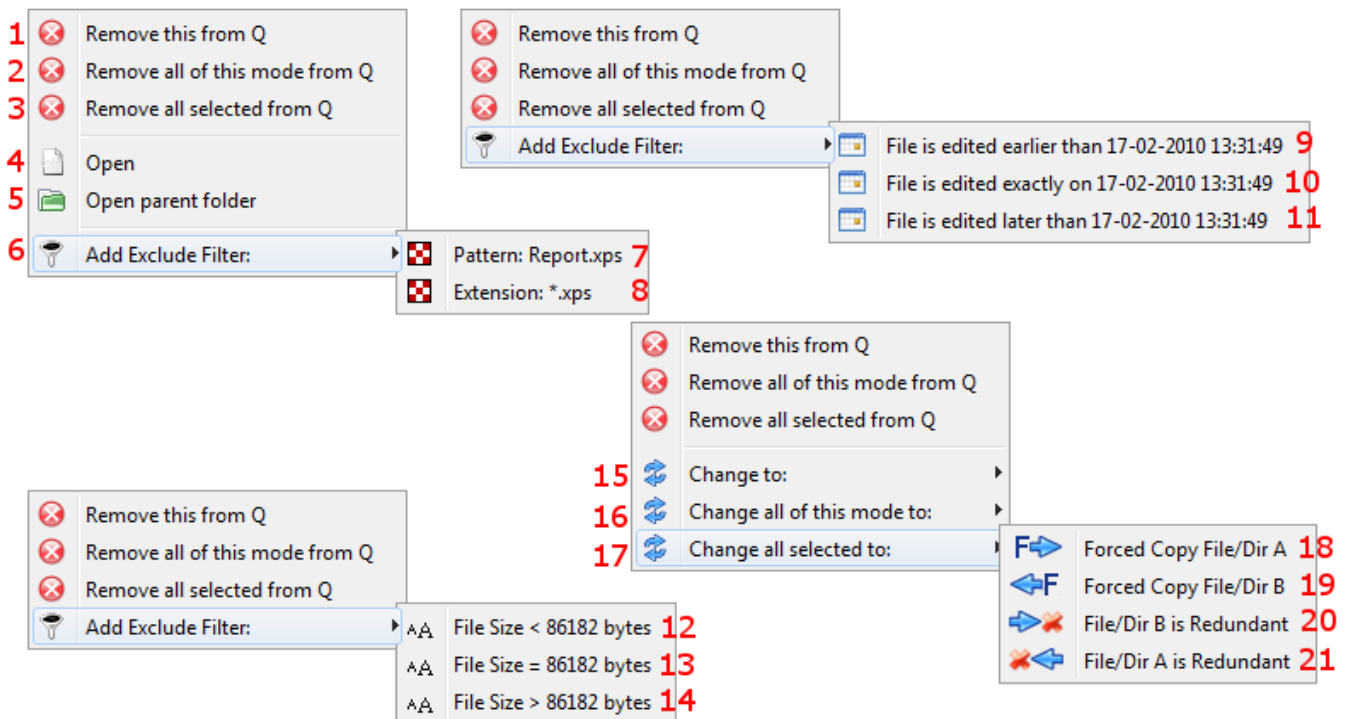 1 Remove this from Q
2 Remove all of this mode from Q
3 Remove all selected from Q
4 Open
5 Open parent folder
6 Add Exclude Filter:
Pattern: Report.xps 7
Extension: *.xps 8
Remove this from Q
Remove all of this mode from Q
Remove all selected from Q
Add Exclude Filter:
File is edited earlier than 17-02-2010 13:31:49 9
File is edited exactly on 17-02-2010 13:31:49 10
File is edited later than 17-02-2010 13:31:49 11
Remove this from Q
Remove all of this mode from Q
Remove all selected from Q
Add Exclude Filter:
AA File Size < 86182 bytes 12
AA File Size = 86182 bytes 13
AA File Size > 86182 bytes 14
Remove this from Q
Remove all of this mode from Q
Remove all selected from Q
15 Change to:
16 Change all of this mode to:
17 Change all selected to:
F Forced Copy File/Dir A 18
F Forced Copy File/Dir B 19
File/Dir B is Redundant 20
File/Dir A is Redundant 21